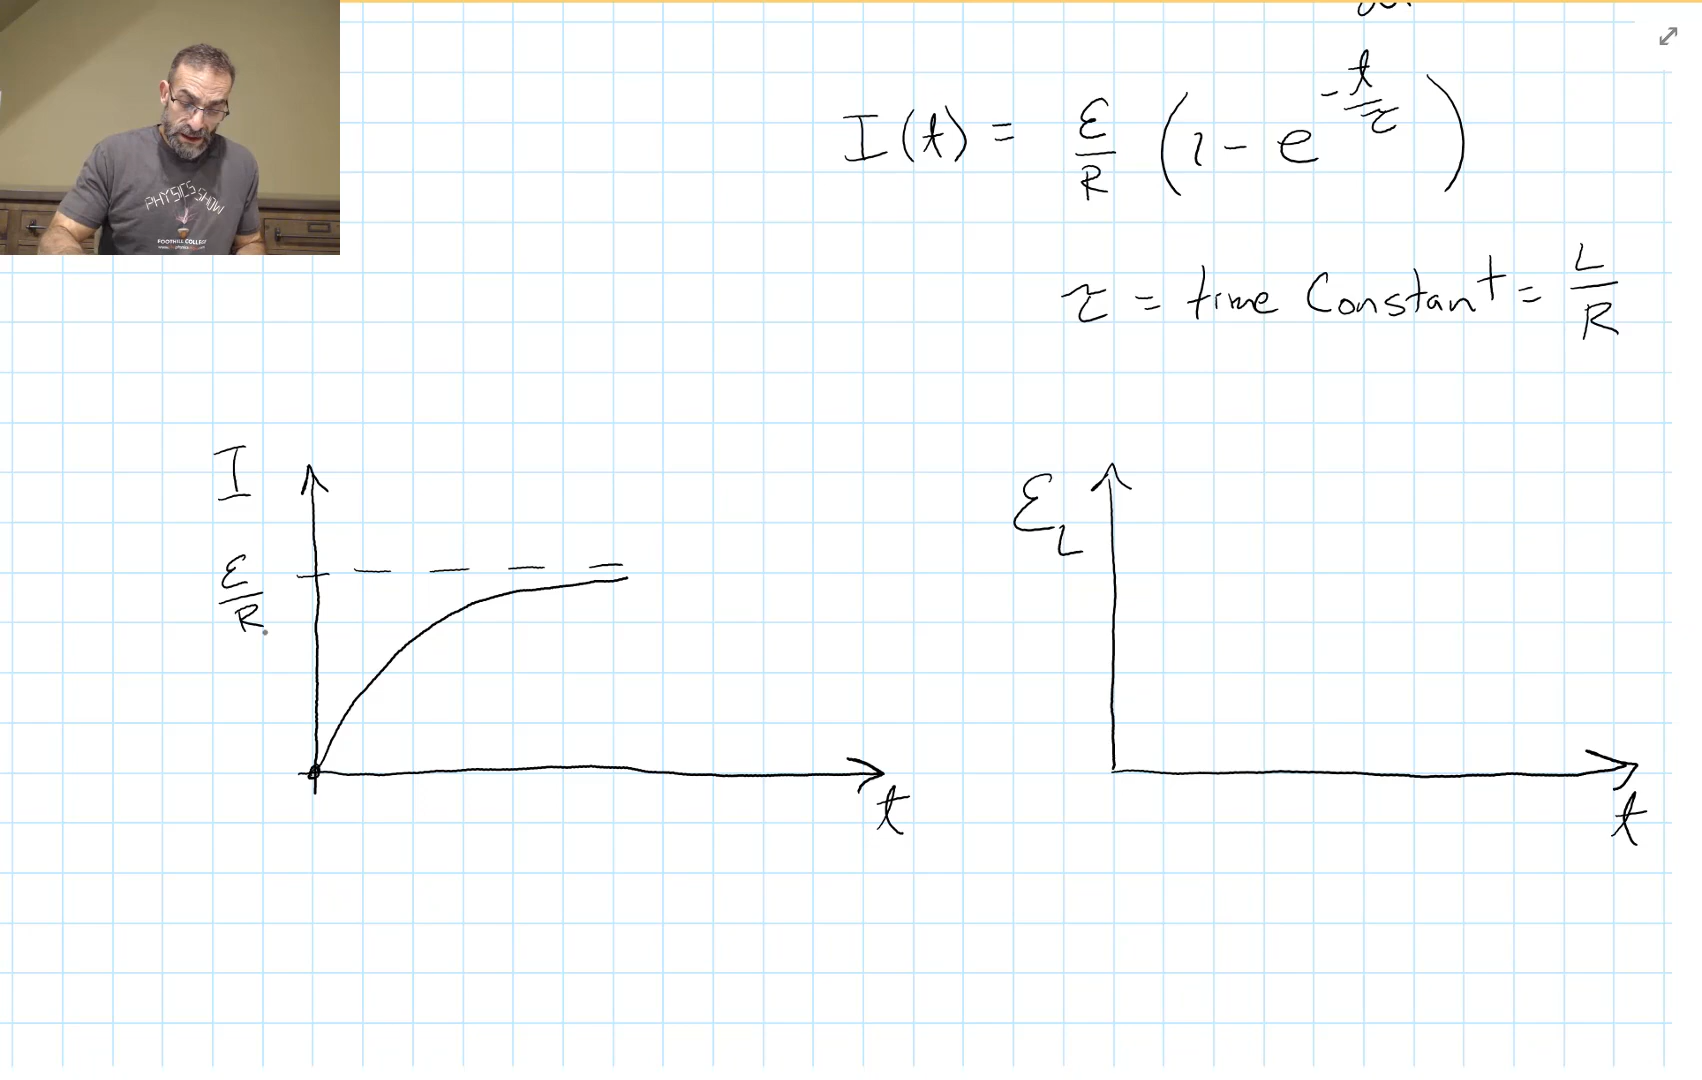 I(t) = ε/R (1 - e^(-t/τ))
τ = time constant = L/R
I
ε/R
t
ε_L
t
PHYSICS SHOW
FOOTHILL COLLEGE